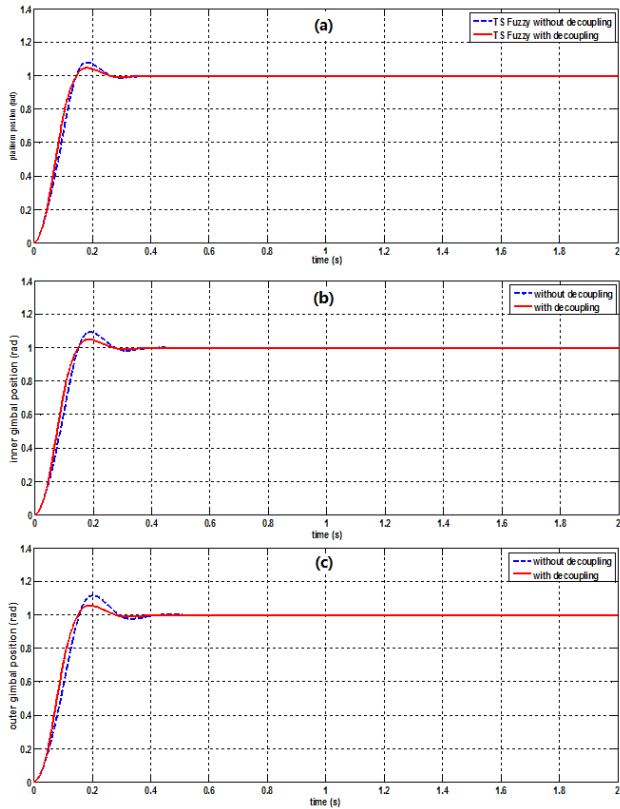 (a)
TS Fuzzy without decoupling
TS Fuzzy with decoupling
platform position (rad)
1.4
1.2
1
0.8
0.6
0.4
0.2
0
0 0.2 0.4 0.6 0.8 1 1.2 1.4 1.6 1.8 2
time (s)
(b)
without decoupling
with decoupling
inner gimbal position (rad)
1.4
1.2
1
0.8
0.6
0.4
0.2
0
0 0.2 0.4 0.6 0.8 1 1.2 1.4 1.6 1.8 2
time (s)
(c)
without decoupling
with decoupling
outer gimbal position (rad)
1.4
1.2
1
0.8
0.6
0.4
0.2
0
0 0.2 0.4 0.6 0.8 1 1.2 1.4 1.6 1.8 2
time (s)